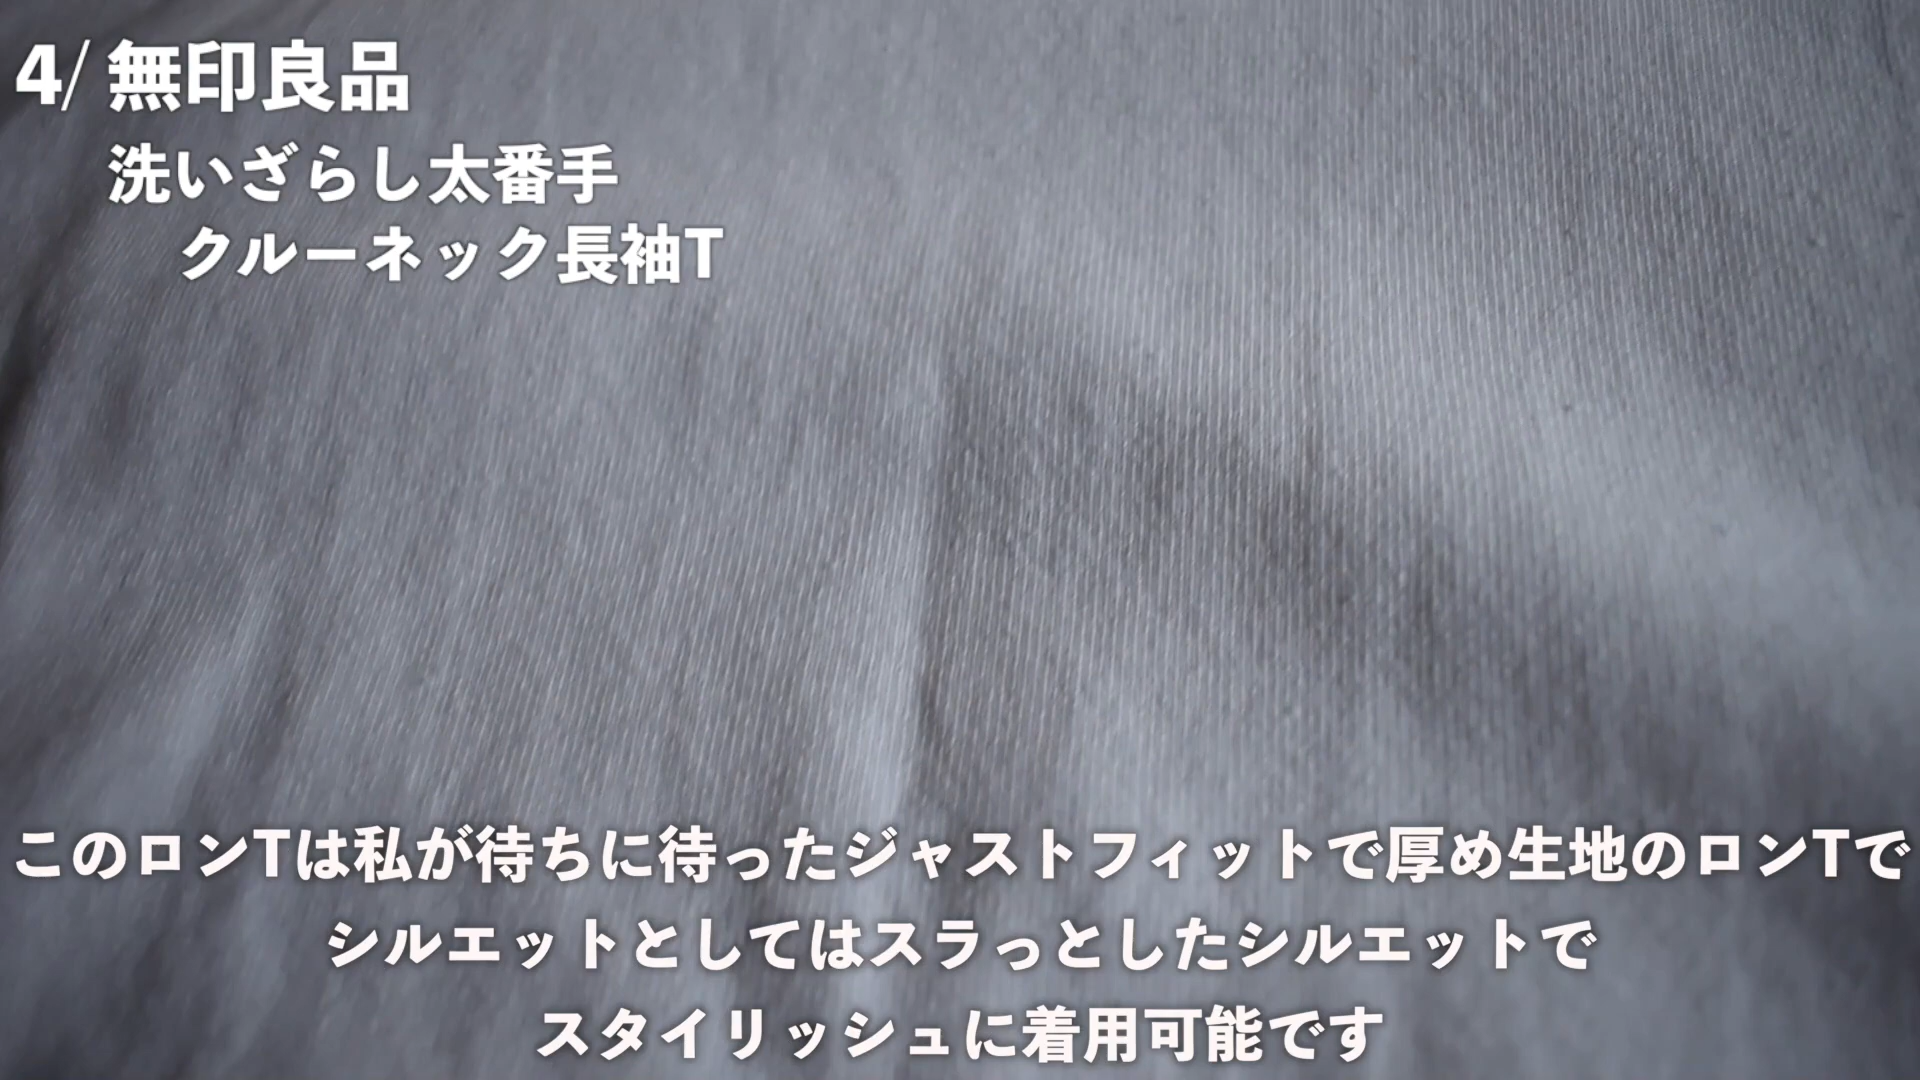 4/ 無印良品
洗いざらし太番手
クルーネック長袖T
このロンTは私が待ちに待ったジャストフィットで厚め生地のロンTで
シルエットとしてはスラっとしたシルエットで
スタイリッシュに着用可能です